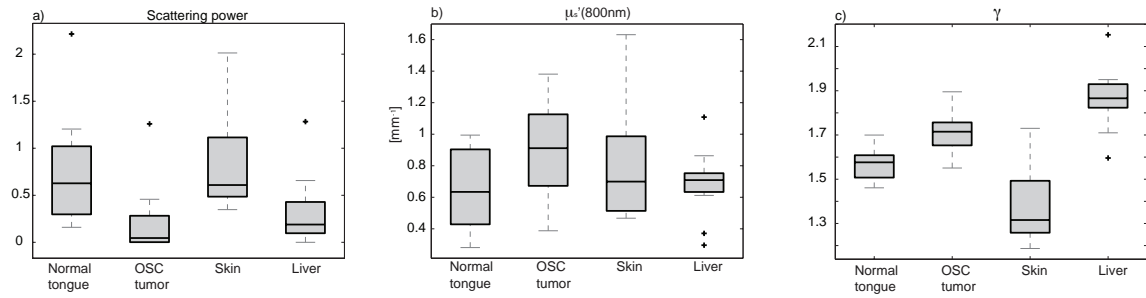 a) Scattering power
2
1.5
1
0.5
0
Normal tongue
OSC tumor
Skin
Liver
b) μs'(800nm)
[mm⁻¹]
1.6
1.4
1.2
1
0.8
0.6
0.4
Normal tongue
OSC tumor
Skin
Liver
c) γ
2.1
1.9
1.7
1.5
1.3
Normal tongue
OSC tumor
Skin
Liver